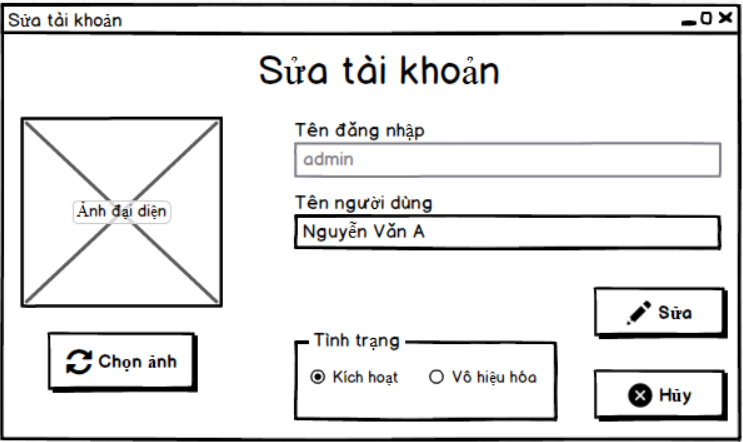 Sửa tài khoản
Sửa tài khoản
Tên đăng nhập
admin
Ảnh đại diện
Tên người dùng
Nguyễn Văn A
Sửa
Chọn ảnh
Tình trạng
Kích hoạt
Vô hiệu hóa
Hủy